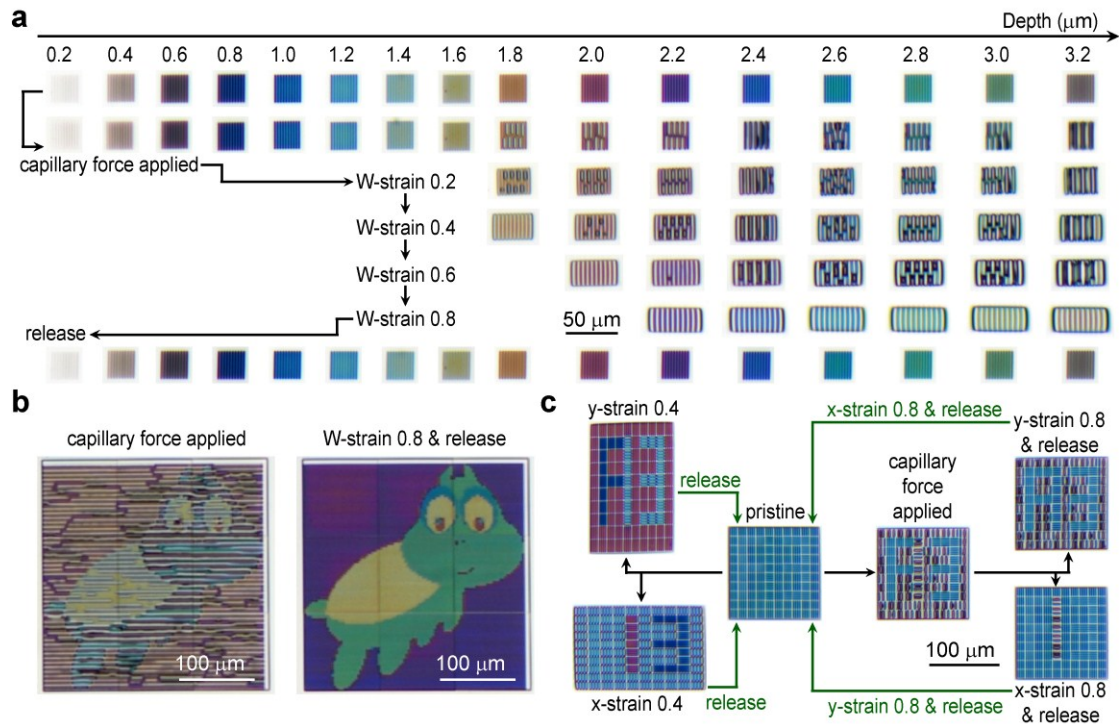 a
Depth (μm)
0.2 0.4 0.6 0.8 1.0 1.2 1.4 1.6 1.8 2.0 2.2 2.4 2.6 2.8 3.0 3.2
capillary force applied
W-strain 0.2
W-strain 0.4
W-strain 0.6
W-strain 0.8
release
50 μm
b
capillary force applied
W-strain 0.8 & release
100 μm
100 μm
c
y-strain 0.4
x-strain 0.8 & release
y-strain 0.8
& release
release
pristine
capillary
force
applied
100 μm
x-strain 0.4
release
y-strain 0.8 & release
x-strain 0.8
& release